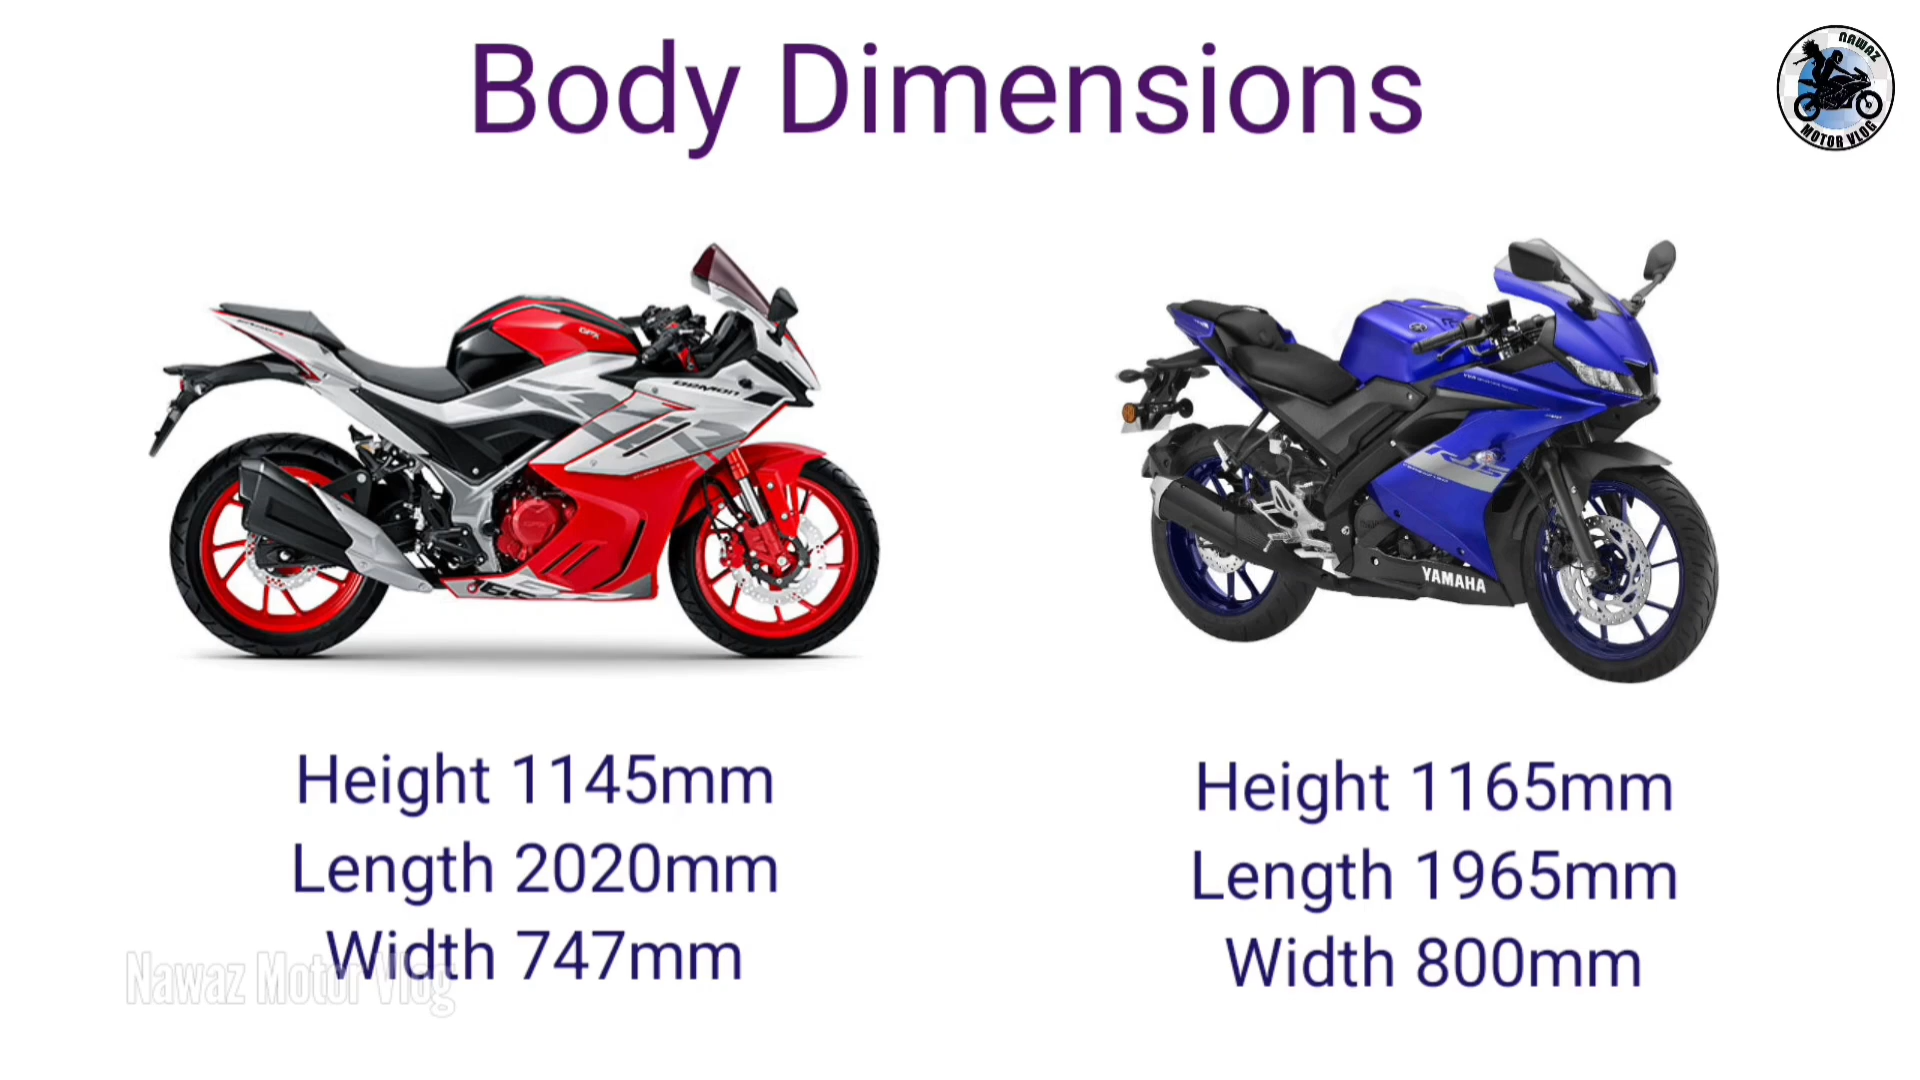 Body Dimensions
NAWAZ
MOTOR VLOG
GPX
DEMON
YAMAHA
Height 1145mm
Length 2020mm
Width 747mm
Nawaz Motor Vlog
Height 1165mm
Length 1965mm
Width 800mm